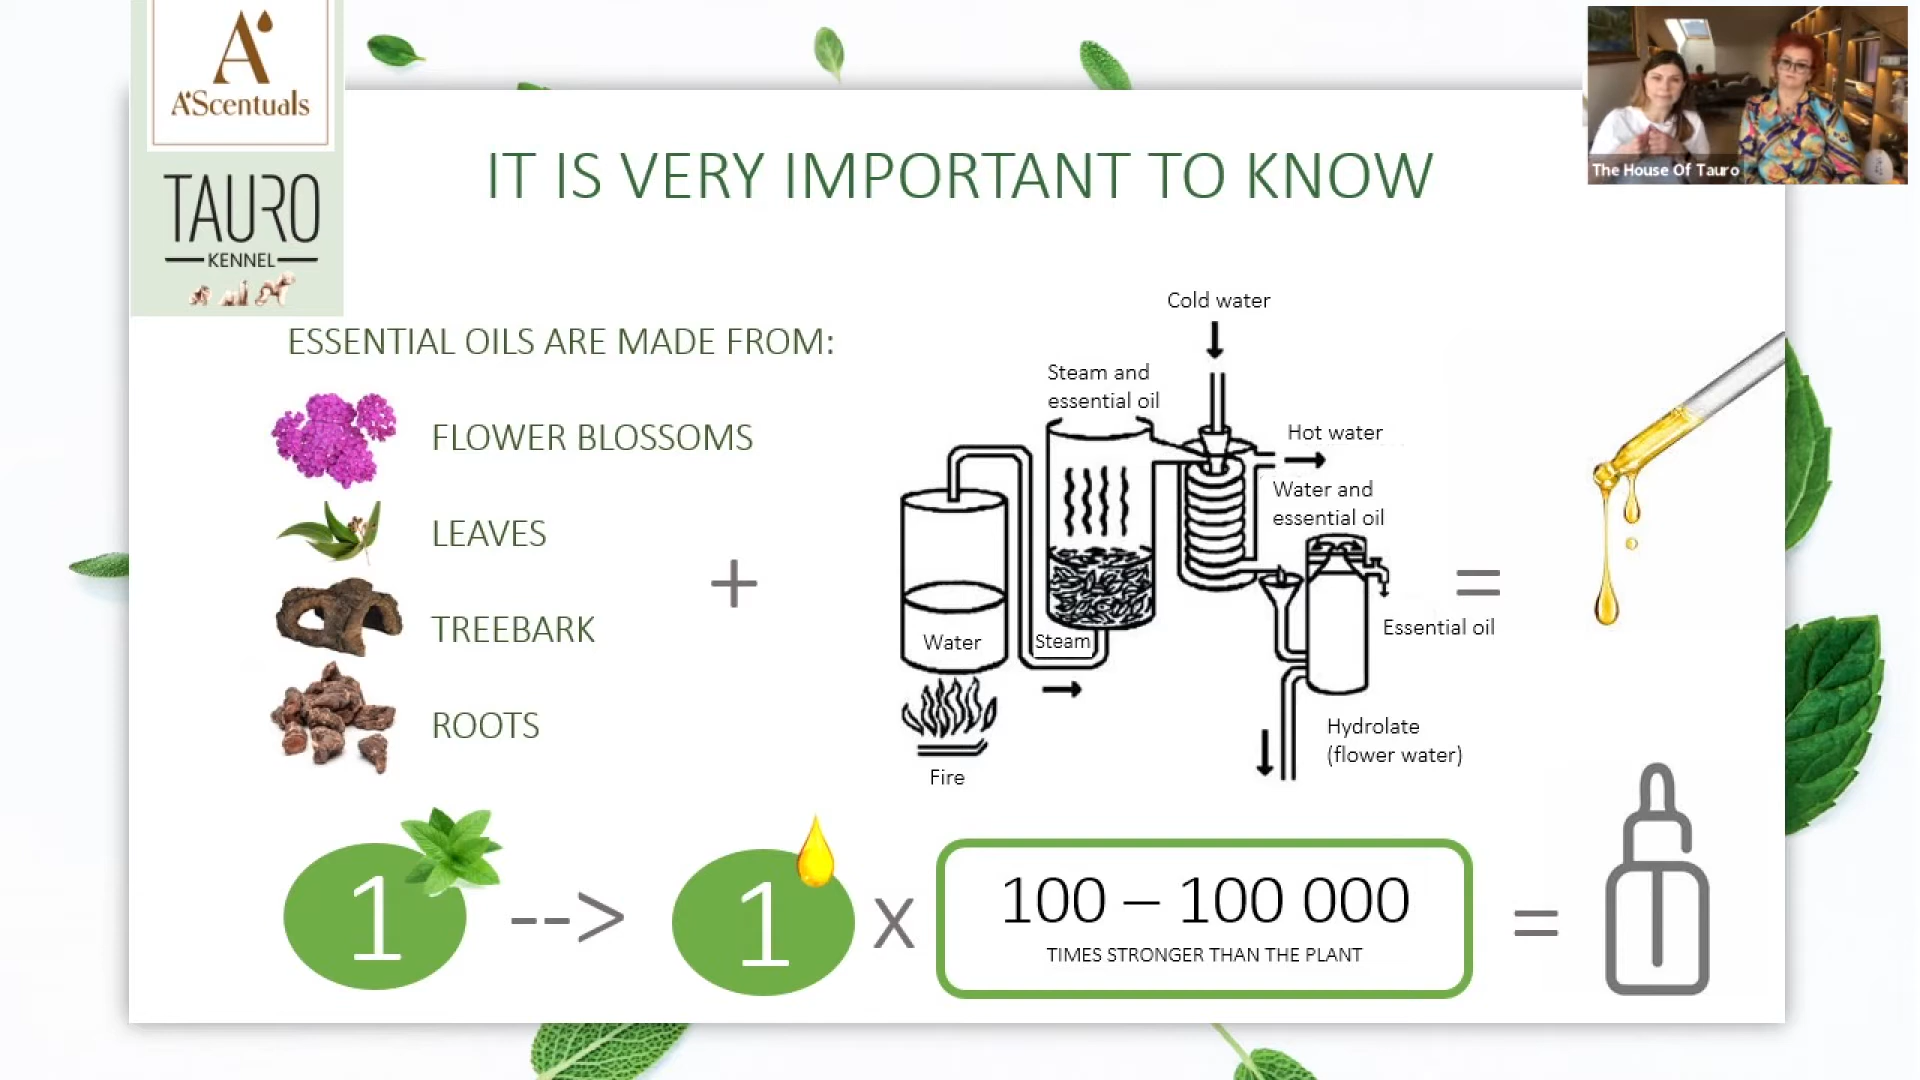 A
A'Scentuals
TAURO
KENNEL
The House Of Tauro
IT IS VERY IMPORTANT TO KNOW
ESSENTIAL OILS ARE MADE FROM:
FLOWER BLOSSOMS
LEAVES
TREEBARK
ROOTS
+
Cold water
Steam and
essential oil
Hot water
Water and
essential oil
Water
Steam
Essential oil
Hydrolate
(flower water)
Fire
=
1 --> 1 x 100 – 100 000 =
TIMES STRONGER THAN THE PLANT